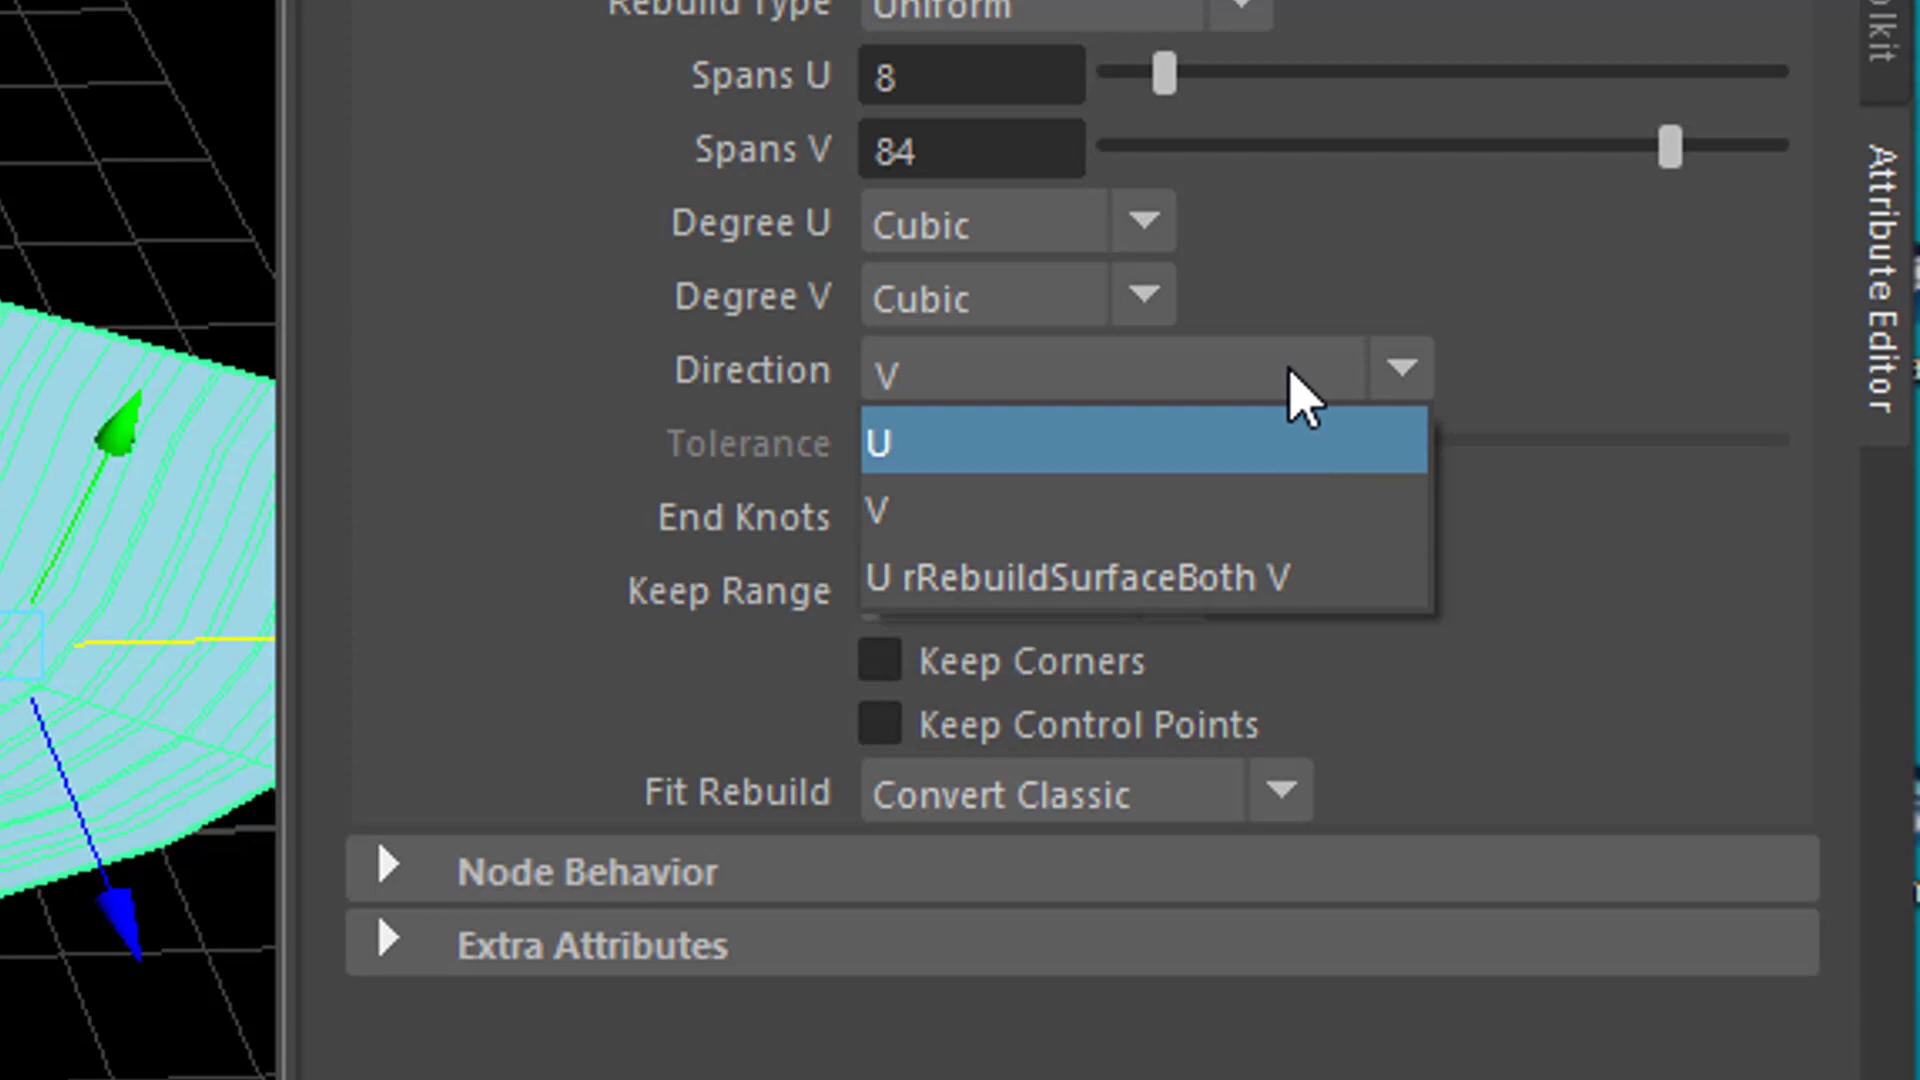 Rebuild Type Uniform
Spans U 8
Spans V 84
Degree U Cubic
Degree V Cubic
Direction V
U
V
U rRebuildSurfaceBoth V
Tolerance
End Knots
Keep Range
Keep Corners
Keep Control Points
Fit Rebuild Convert Classic
Node Behavior
Extra Attributes
Attribute Editor